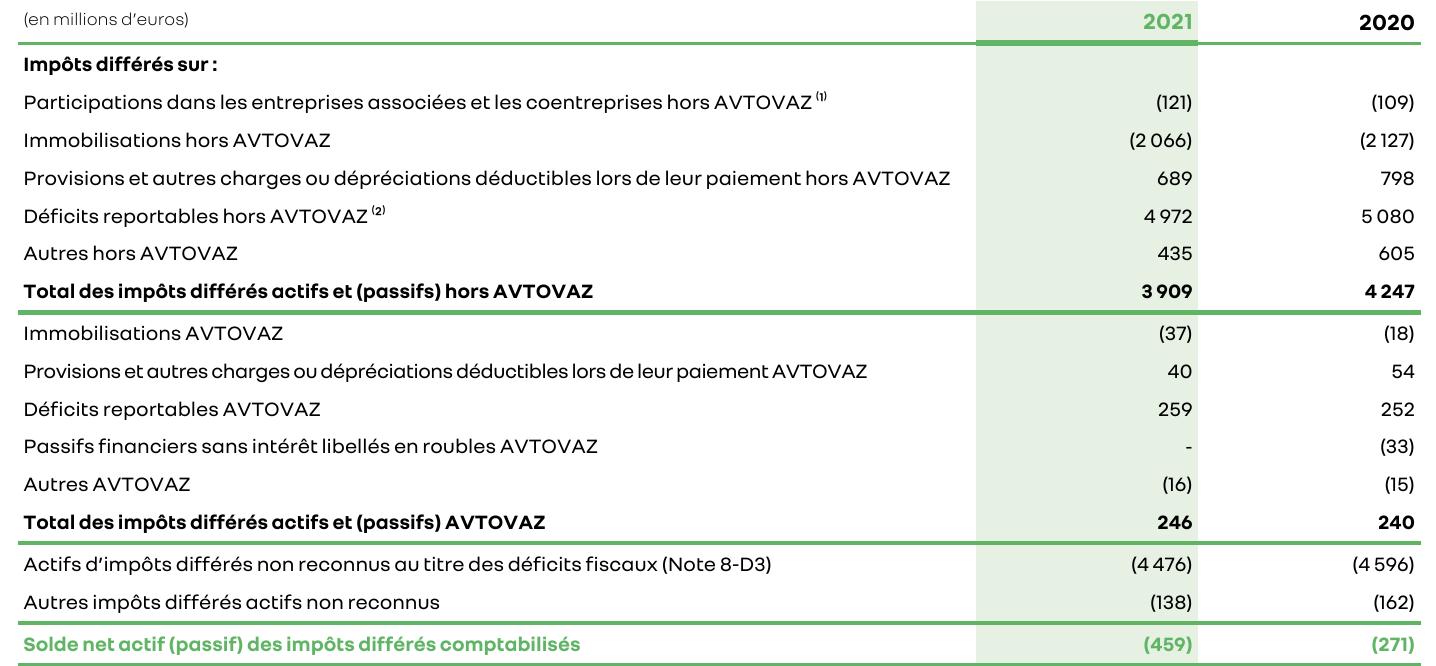 (en millions d’euros) 2021 2020
Impôts différés sur :
Participations dans les entreprises associées et les coentreprises hors AVTOVAZ (1) (121) (109)
Immobilisations hors AVTOVAZ (2 066) (2 127)
Provisions et autres charges ou dépréciations déductibles lors de leur paiement hors AVTOVAZ 689 798
Déficits reportables hors AVTOVAZ (2) 4 972 5 080
Autres hors AVTOVAZ 435 605
Total des impôts différés actifs et (passifs) hors AVTOVAZ 3 909 4 247
Immobilisations AVTOVAZ (37) (18)
Provisions et autres charges ou dépréciations déductibles lors de leur paiement AVTOVAZ 40 54
Déficits reportables AVTOVAZ 259 252
Passifs financiers sans intérêt libellés en roubles AVTOVAZ - (33)
Autres AVTOVAZ (16) (15)
Total des impôts différés actifs et (passifs) AVTOVAZ 246 240
Actifs d’impôts différés non reconnus au titre des déficits fiscaux (Note 8-D3) (4 476) (4 596)
Autres impôts différés actifs non reconnus (138) (162)
Solde net actif (passif) des impôts différés comptabilisés (459) (271)